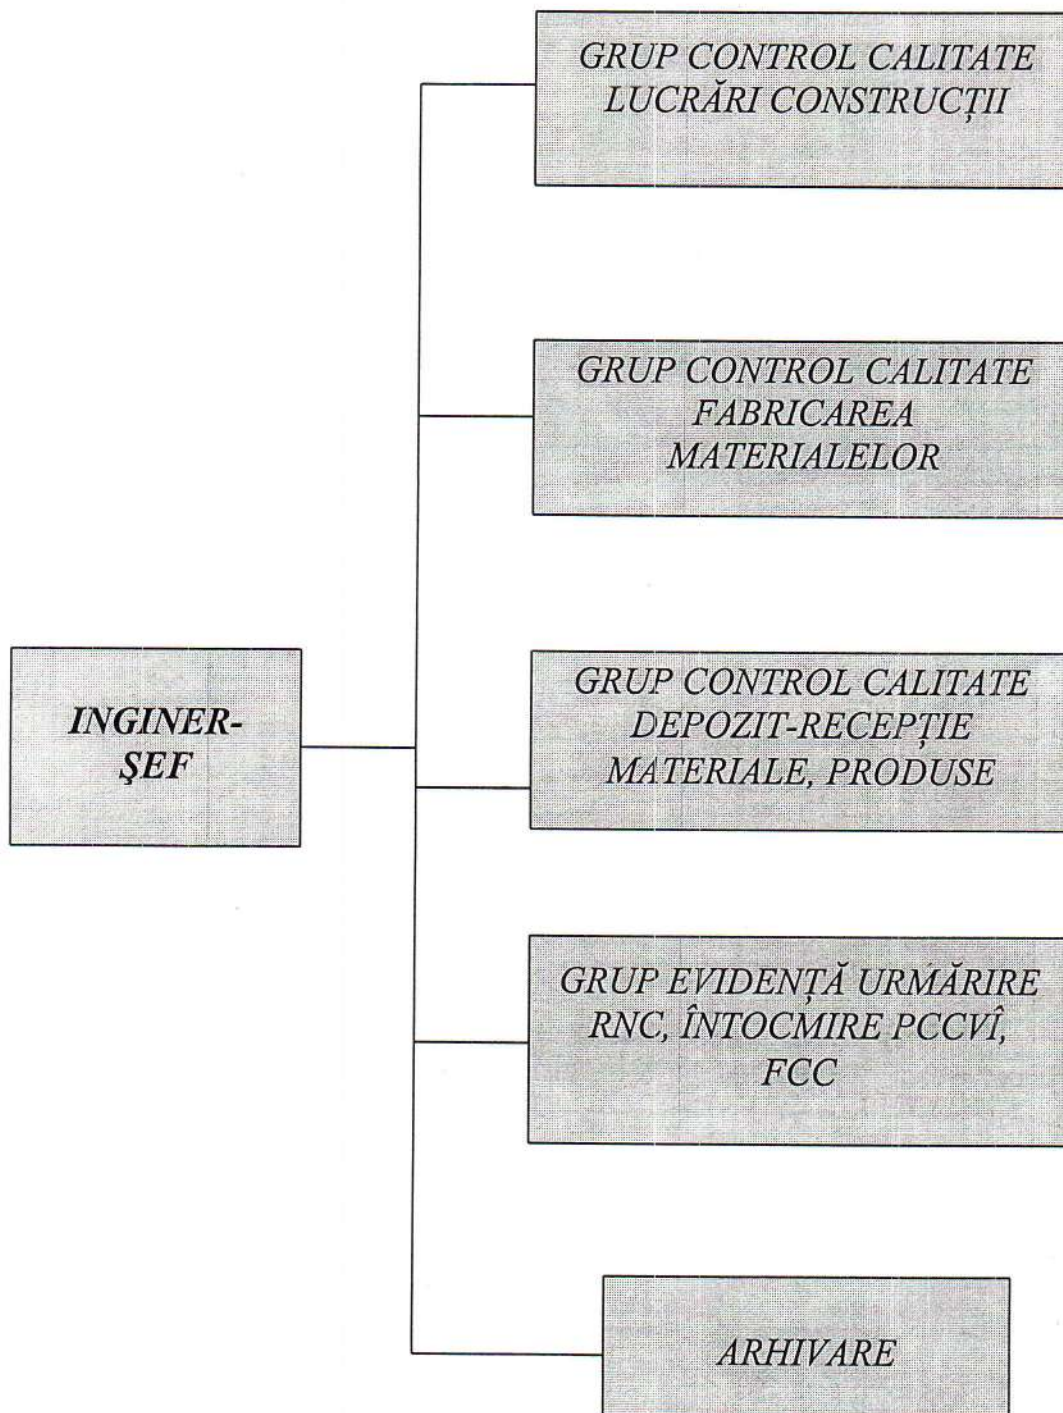 GRUP CONTROL CALITATE
LUCRĂRI CONSTRUCȚII
GRUP CONTROL CALITATE
FABRICAREA
MATERIALELOR
INGINER-
ŞEF
GRUP CONTROL CALITATE
DEPOZIT-RECEPȚIE
MATERIALE, PRODUSE
GRUP EVIDENȚĂ URMĂRIRE
RNC, ÎNTOCMIRE PCCVÎ,
FCC
ARHIVARE